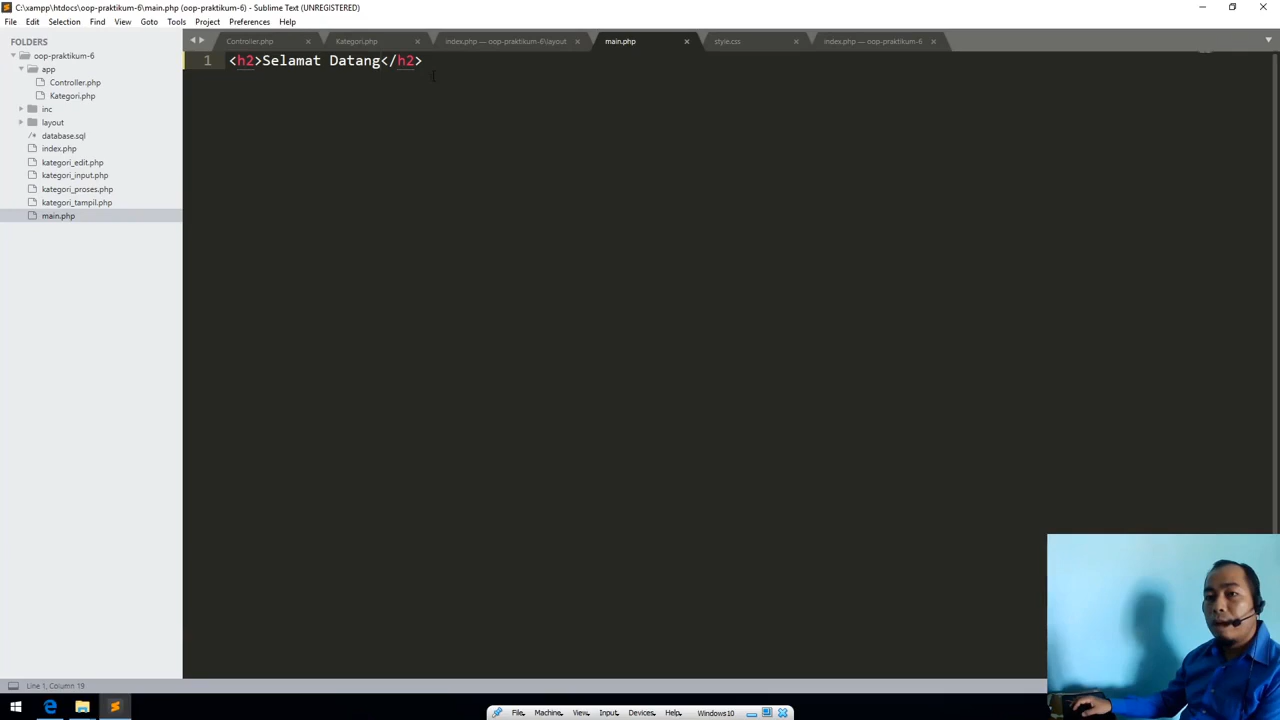 C:\xampp\htdocs\oop-praktikum-6\main.php (oop-praktikum-6) - Sublime Text (UNREGISTERED)
File Edit Selection Find View Goto Tools Project Preferences Help
FOLDERS
oop-praktikum-6
app
Controller.php
Kategori.php
inc
layout
database.sql
index.php
kategori_edit.php
kategori_input.php
kategori_proses.php
kategori_tampil.php
main.php
Controller.php Kategori.php index.php — oop-praktikum-6\layout main.php style.css index.php — oop-praktikum-6
1 <h2>Selamat Datang</h2>
Line 1, Column 19
File Machine View Input Devices Help Windows10